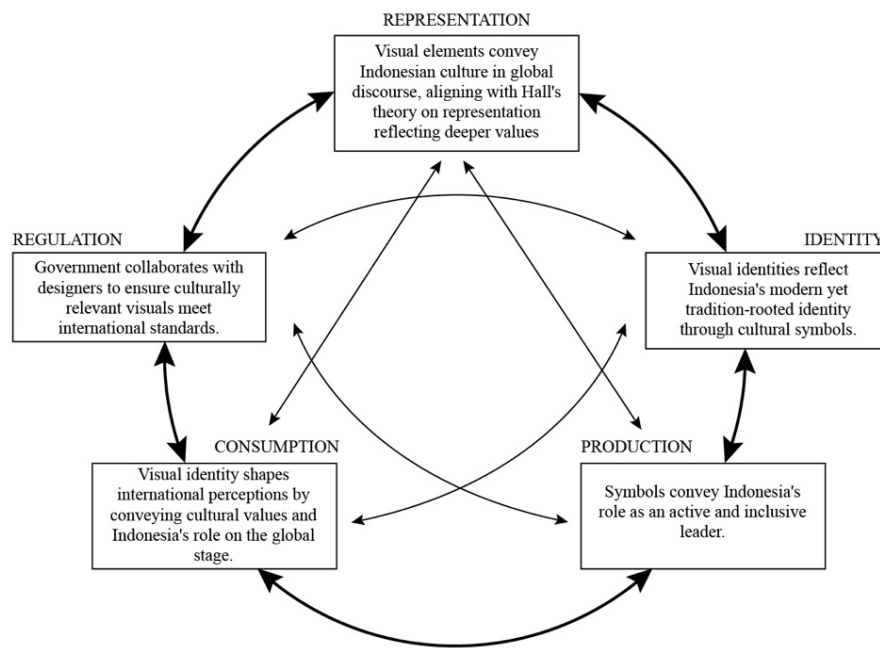 REPRESENTATION
Visual elements convey
Indonesian culture in global
discourse, aligning with Hall's
theory on representation
reflecting deeper values
REGULATION
Government collaborates with
designers to ensure culturally
relevant visuals meet
international standards.
IDENTITY
Visual identities reflect
Indonesia's modern yet
tradition-rooted identity
through cultural symbols.
CONSUMPTION
Visual identity shapes
international perceptions by
conveying cultural values and
Indonesia's role on the global
stage.
PRODUCTION
Symbols convey Indonesia's
role as an active and inclusive
leader.